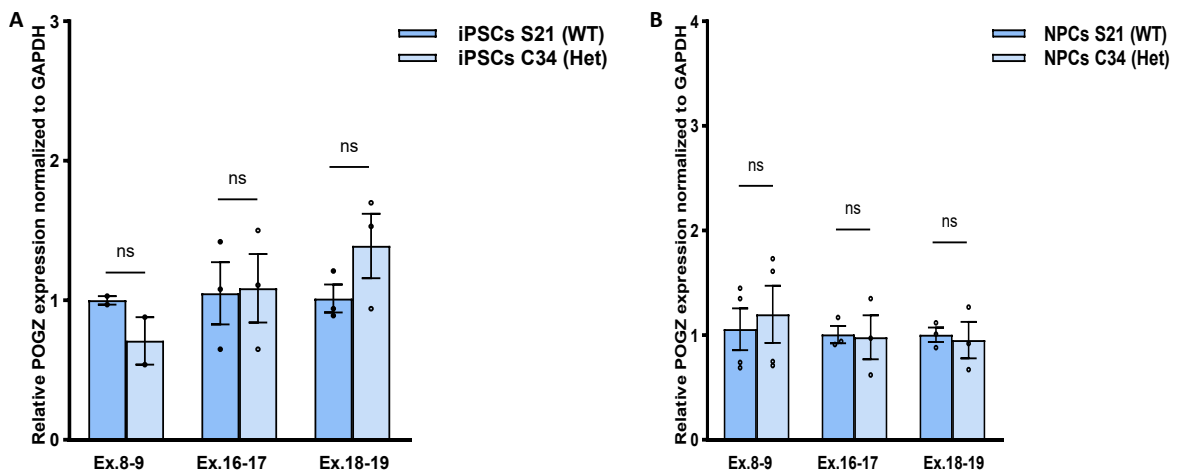 A
Relative POGZ expression normalized to GAPDH
3
2
1
0
iPSCs S21 (WT)
iPSCs C34 (Het)
ns
ns
ns
Ex.8-9
Ex.16-17
Ex.18-19
B
Relative POGZ expression normalized to GAPDH
4
3
2
1
0
NPCs S21 (WT)
NPCs C34 (Het)
ns
ns
ns
Ex.8-9
Ex.16-17
Ex.18-19